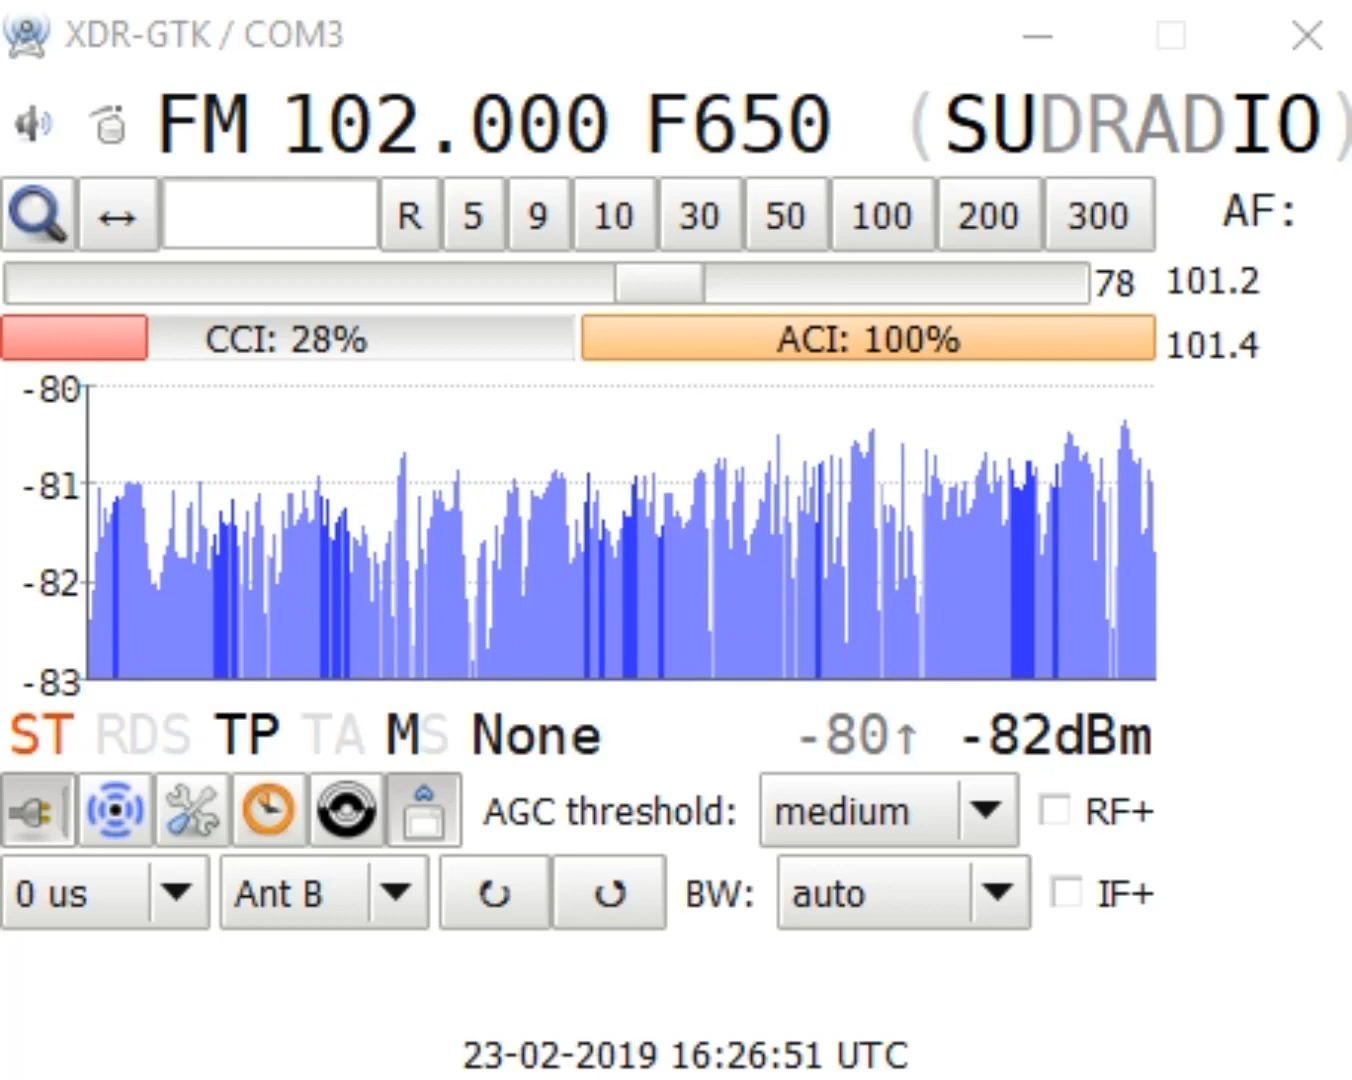 XDR-GTK / COM3
FM 102.000 F650 (SUDRADIO)
↔ R 5 9 10 30 50 100 200 300 AF:
78 101.2
CCI: 28% ACI: 100% 101.4
-80
-81
-82
-83
ST RDS TP TA MS None -80↑ -82dBm
AGC threshold: medium RF+
0 us Ant B ↻ ↺ BW: auto IF+
23-02-2019 16:26:51 UTC